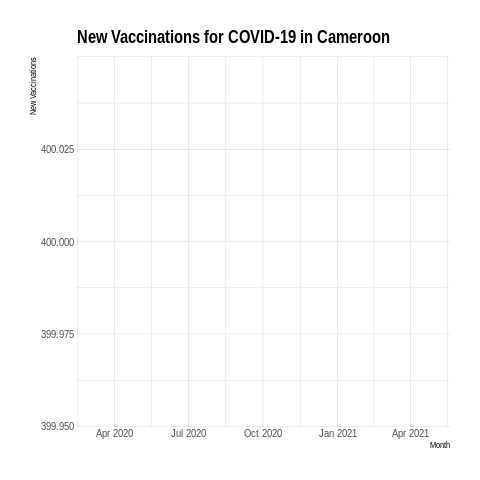 New Vaccinations for COVID-19 in Cameroon
New Vaccinations
400.025
400.000
399.975
399.950
Apr 2020 Jul 2020 Oct 2020 Jan 2021 Apr 2021
Month